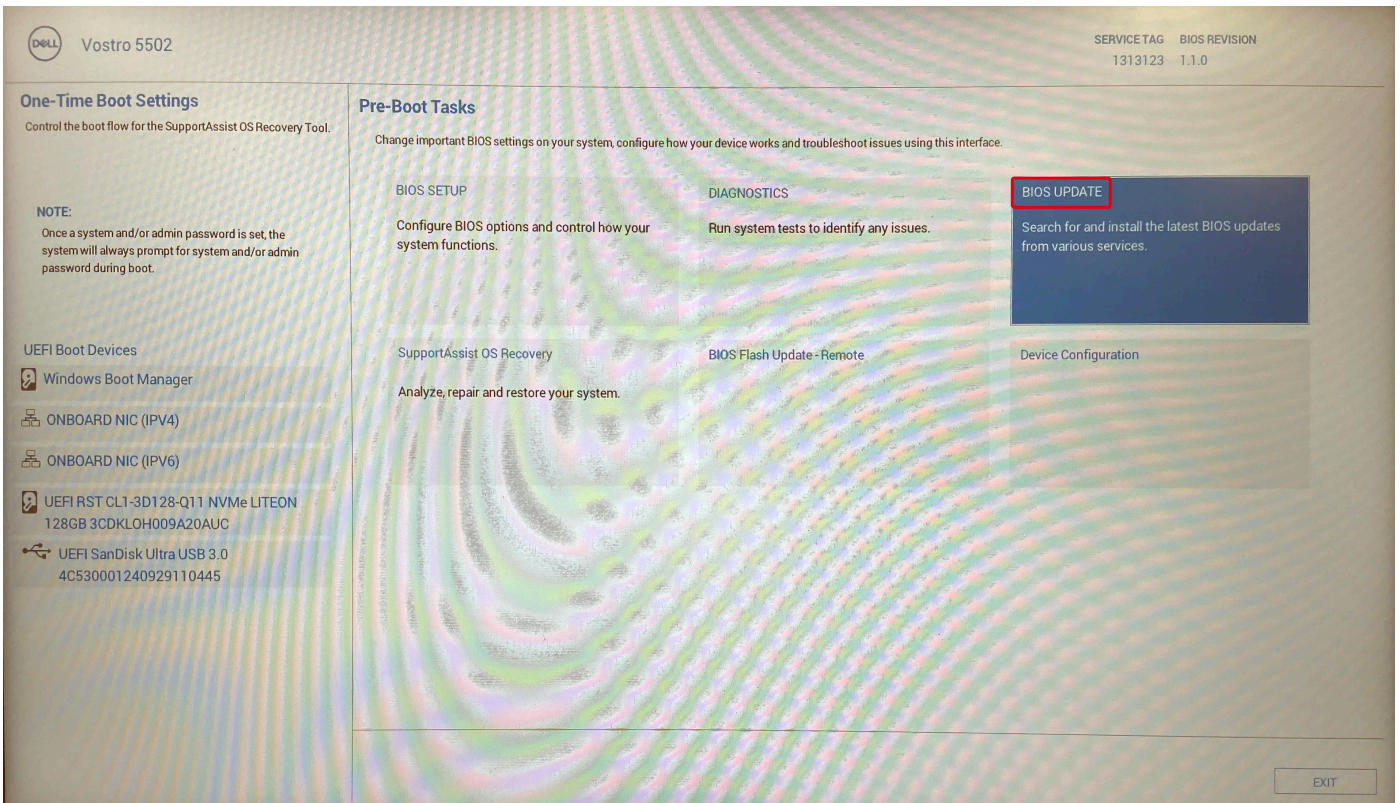 DELL
Vostro 5502
SERVICE TAG BIOS REVISION
1313123 1.1.0
One-Time Boot Settings
Control the boot flow for the SupportAssist OS Recovery Tool.
NOTE:
Once a system and/or admin password is set, the
system will always prompt for system and/or admin
password during boot.
UEFI Boot Devices
Windows Boot Manager
ONBOARD NIC (IPV4)
ONBOARD NIC (IPV6)
UEFI RST CL1-3D128-Q11 NVMe LITEON
128GB 3CDKLOH009A20AUC
UEFI SanDisk Ultra USB 3.0
4C530001240929110445
Pre-Boot Tasks
Change important BIOS settings on your system, configure how your device works and troubleshoot issues using this interface.
BIOS SETUP
Configure BIOS options and control how your
system functions.
DIAGNOSTICS
Run system tests to identify any issues.
BIOS UPDATE
Search for and install the latest BIOS updates
from various services.
SupportAssist OS Recovery
Analyze, repair and restore your system.
BIOS Flash Update - Remote
Device Configuration
EXIT